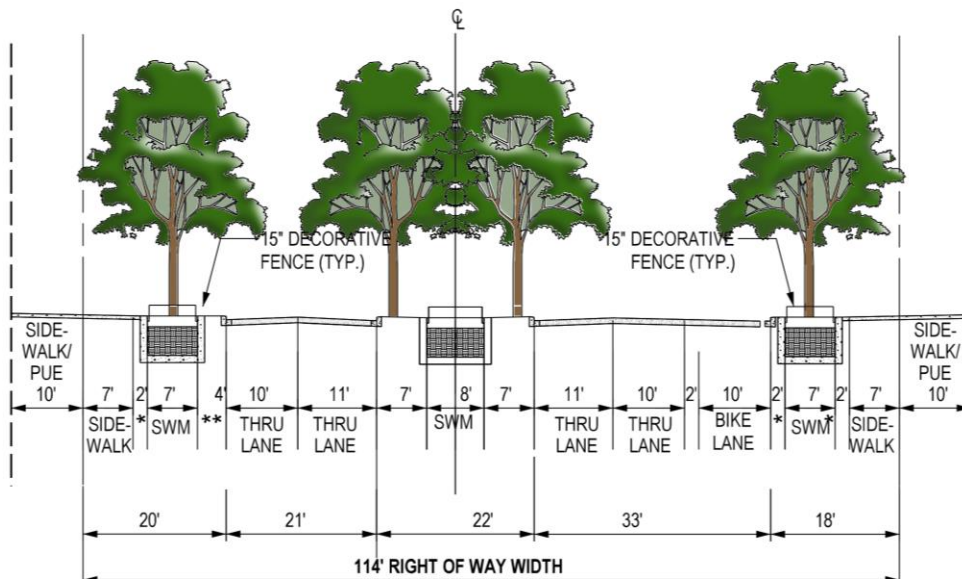 ℄
15" DECORATIVE
FENCE (TYP.)
15" DECORATIVE
FENCE (TYP.)
SIDE-
WALK/
PUE
10'
7'
SIDE-
WALK
2'
*
7'
SWM
4'
**
10'
THRU
LANE
11'
THRU
LANE
7'
8'
SWM
7'
11'
THRU
LANE
10'
THRU
LANE
2'
10'
BIKE
LANE
2'
*
7'
SWM
2'
*
7'
SIDE-
WALK
SIDE-
WALK/
PUE
10'
20'
21'
22'
33'
18'
114' RIGHT OF WAY WIDTH